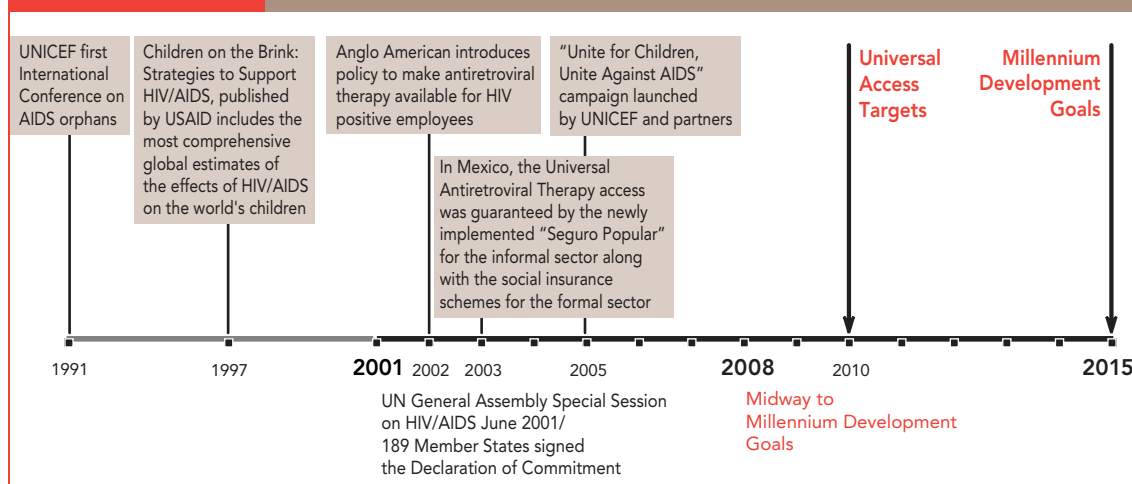 UNICEF first
International
Conference on
AIDS orphans
Children on the Brink:
Strategies to Support
HIV/AIDS, published
by USAID includes the
most comprehensive
global estimates of
the effects of HIV/AIDS
on the world's children
Anglo American introduces
policy to make antiretroviral
therapy available for HIV
positive employees
“Unite for Children,
Unite Against AIDS”
campaign launched
by UNICEF and partners
In Mexico, the Universal
Antiretroviral Therapy access
was guaranteed by the newly
implemented “Seguro Popular”
for the informal sector along
with the social insurance
schemes for the formal sector
Universal
Access
Targets
Millennium
Development
Goals
1991 1997 2001 2002 2003 2005 2008 2010 2015
UN General Assembly Special Session
on HIV/AIDS June 2001/
189 Member States signed
the Declaration of Commitment
Midway to
Millennium Development
Goals